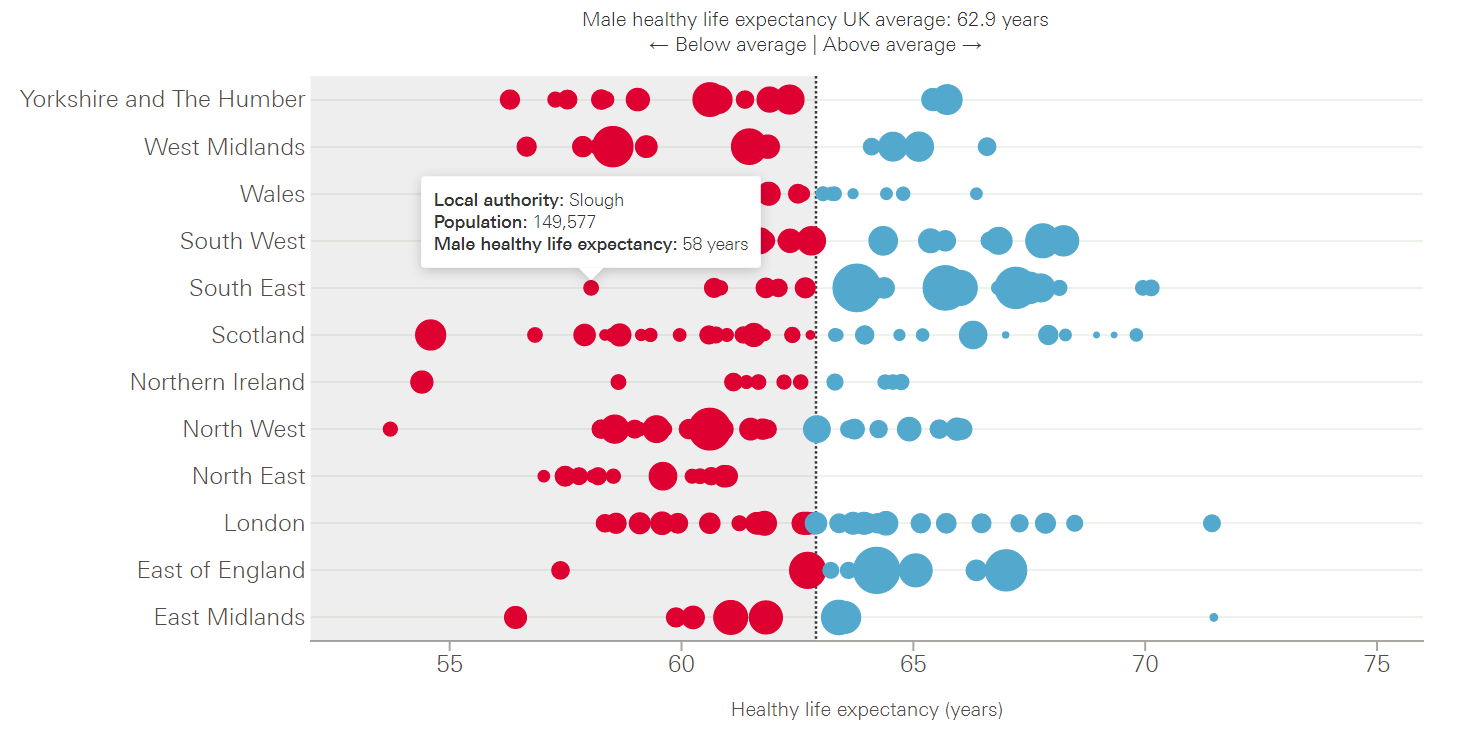 Male healthy life expectancy UK average: 62.9 years
← Below average | Above average →
Yorkshire and The Humber
West Midlands
Wales
Local authority: Slough
Population: 149,577
Male healthy life expectancy: 58 years
South West
South East
Scotland
Northern Ireland
North West
North East
London
East of England
East Midlands
55 60 65 70 75
Healthy life expectancy (years)